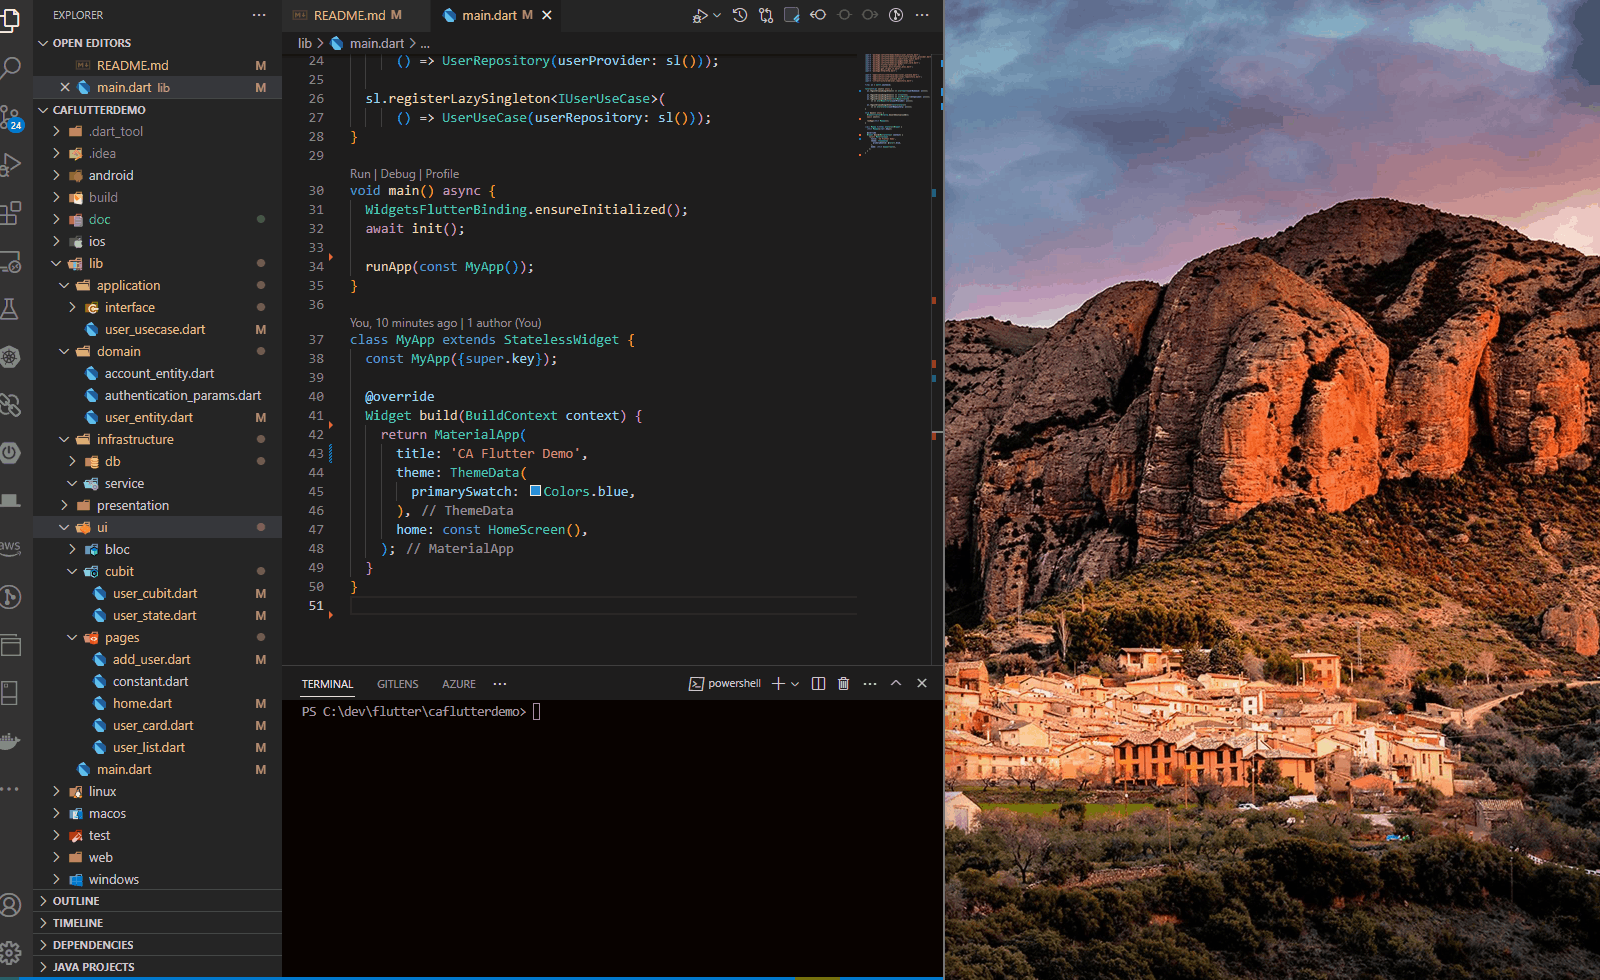 EXPLORER
OPEN EDITORS
README.md M
main.dart lib M
CAFLUTTERDEMO
.dart_tool
.idea
android
build
doc
ios
lib
application
interface
user_usecase.dart M
domain
account_entity.dart
authentication_params.dart
user_entity.dart M
infrastructure
db
service
presentation
ui
bloc
cubit
user_cubit.dart M
user_state.dart M
pages
add_user.dart M
constant.dart
home.dart M
user_card.dart M
user_list.dart M
main.dart M
linux
macos
test
web
windows
OUTLINE
TIMELINE
DEPENDENCIES
JAVA PROJECTS
24
aws
README.md M
main.dart M
lib > main.dart > ...
24 () => UserRepository(userProvider: sl()));
25
26 sl.registerLazySingleton<IUserUseCase>(
27 () => UserUseCase(userRepository: sl()));
28 }
29
Run | Debug | Profile
30 void main() async {
31 WidgetsFlutterBinding.ensureInitialized();
32 await init();
33
34 runApp(const MyApp());
35 }
36
You, 10 minutes ago | 1 author (You)
37 class MyApp extends StatelessWidget {
38 const MyApp({super.key});
39
40 @override
41 Widget build(BuildContext context) {
42 return MaterialApp(
43 title: 'CA Flutter Demo',
44 theme: ThemeData(
45 primarySwatch: Colors.blue,
46 ), // ThemeData
47 home: const HomeScreen(),
48 ); // MaterialApp
49 }
50 }
51
TERMINAL GITLENS AZURE ... powershell
PS C:\dev\flutter\caflutterdemo>